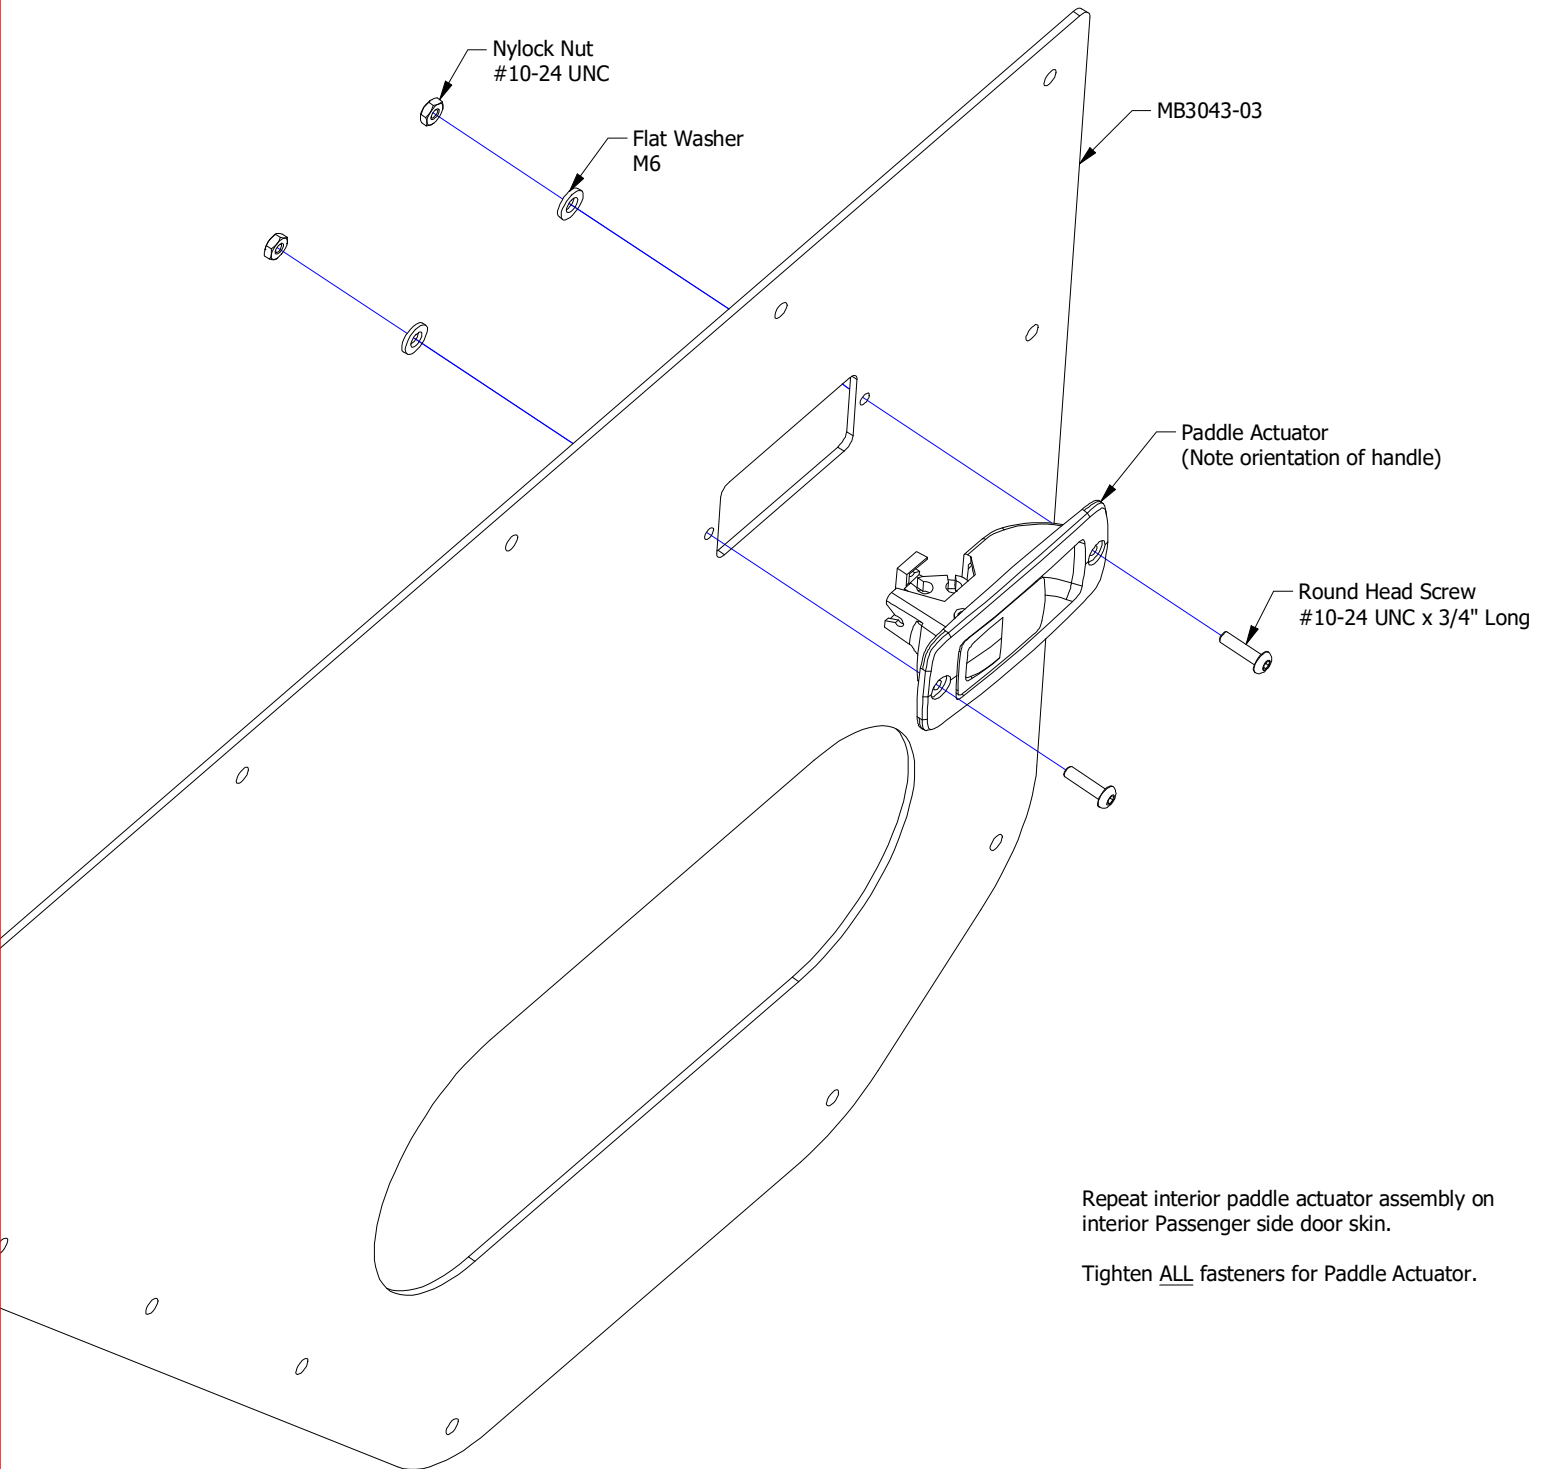 Nylock Nut
#10-24 UNC
Flat Washer
M6
MB3043-03
Paddle Actuator
(Note orientation of handle)
Round Head Screw
#10-24 UNC x 3/4" Long
Repeat interior paddle actuator assembly on
interior Passenger side door skin.
Tighten ALL fasteners for Paddle Actuator.